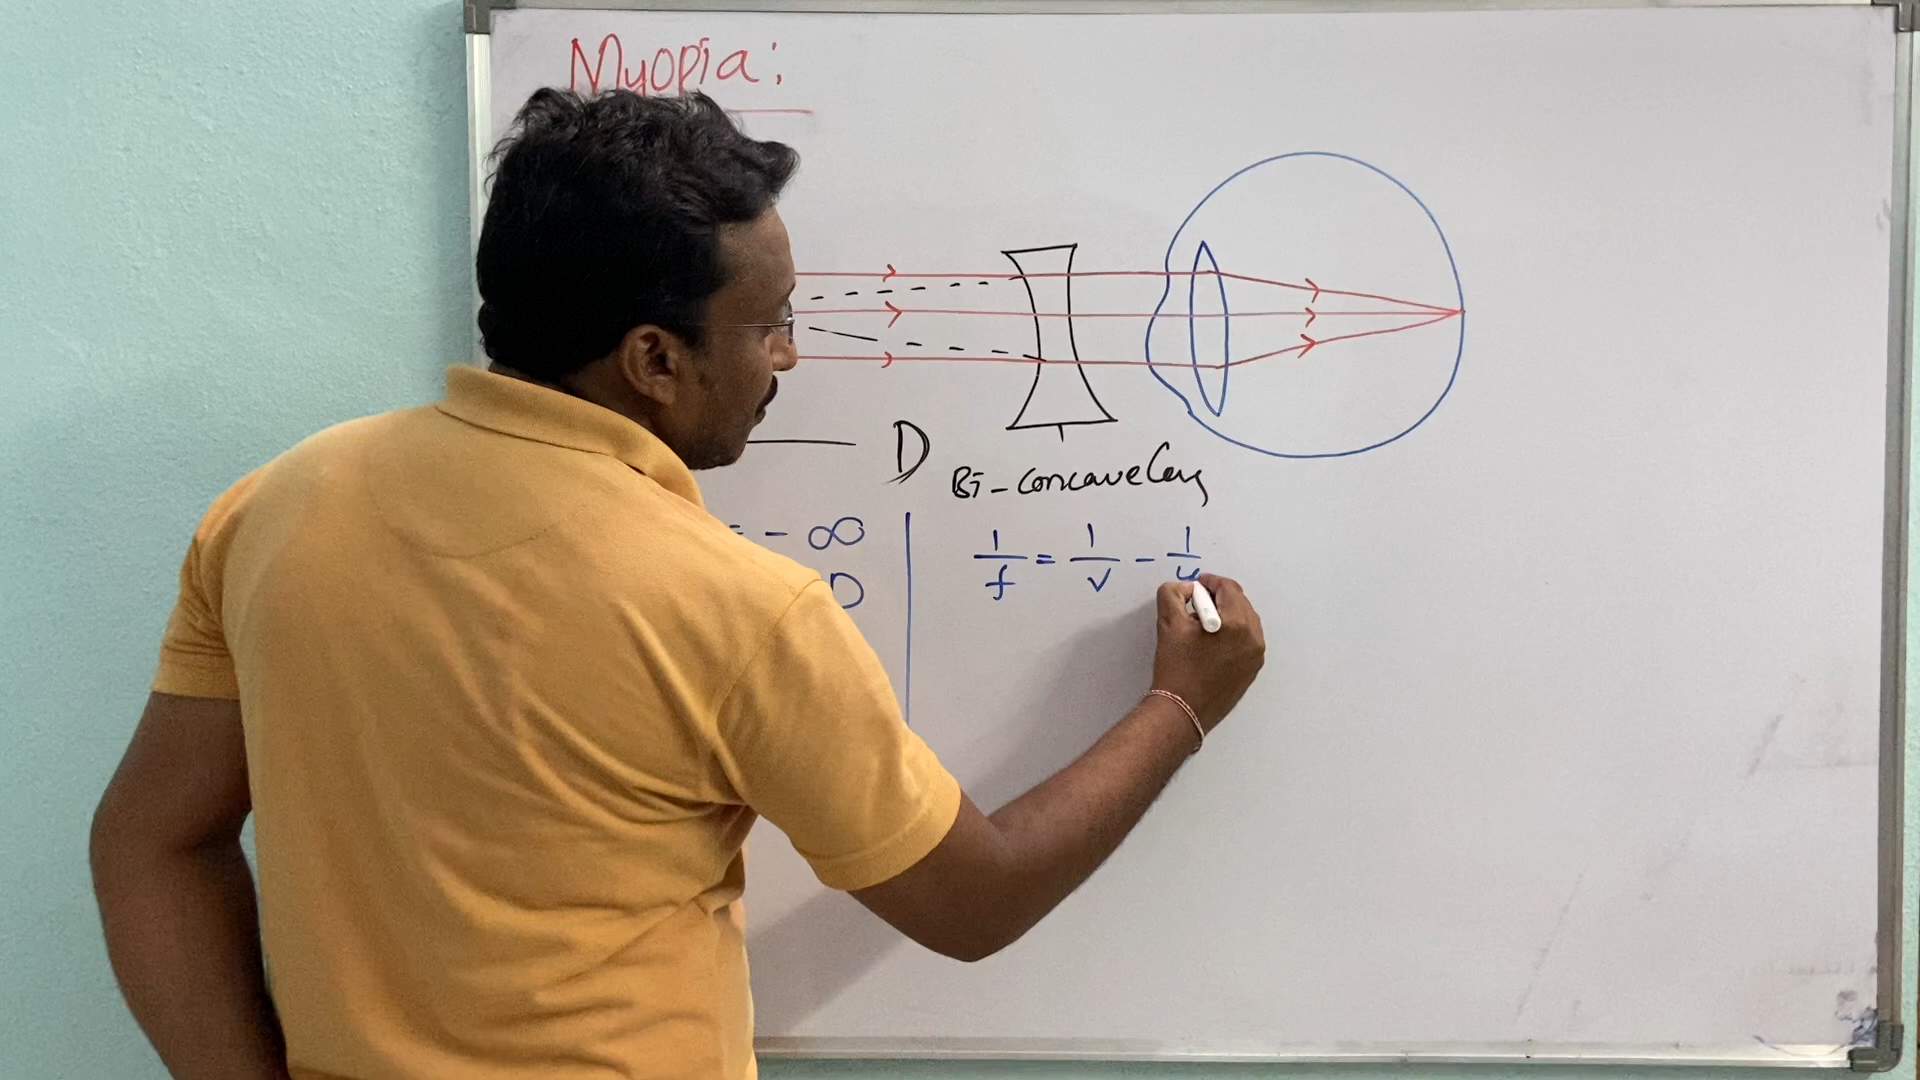 Myopia:
D
Bi-concave Lens
= - ∞
D
1/f = 1/v - 1/u